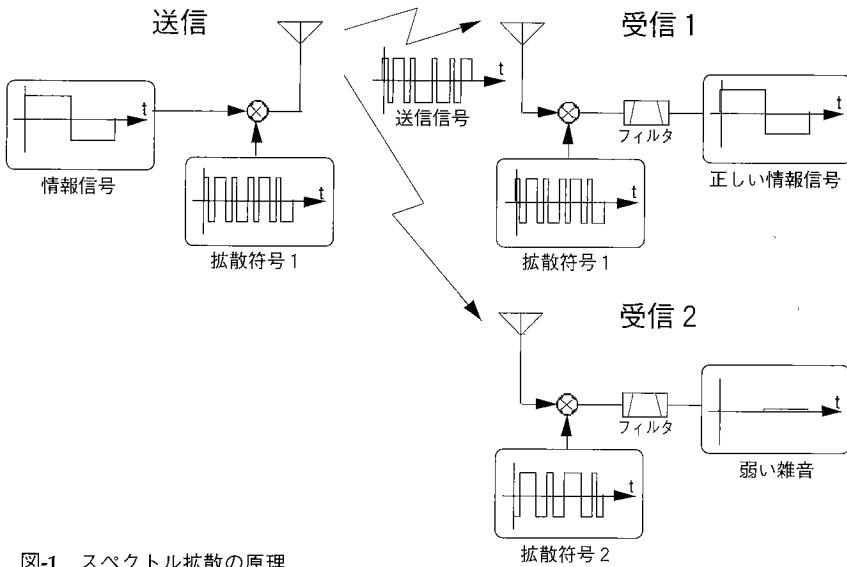 送信
受信1
t
情報信号
t
拡散符号1
t
送信信号
フィルタ
t
正しい情報信号
t
拡散符号1
受信2
フィルタ
t
弱い雑音
t
拡散符号2
図-1 スペクトル拡散の原理